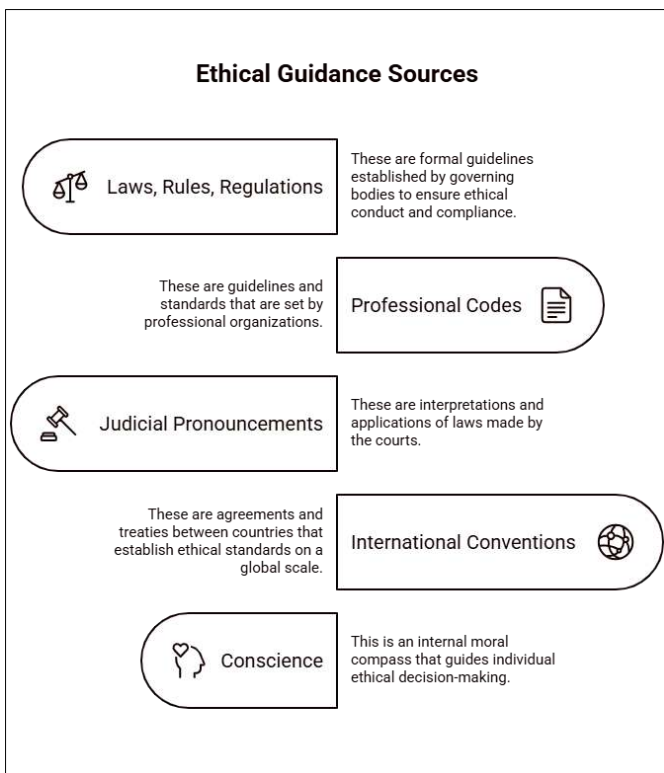 Ethical Guidance Sources
Laws, Rules, Regulations
These are formal guidelines
established by governing
bodies to ensure ethical
conduct and compliance.
These are guidelines and
standards that are set by
professional organizations.
Professional Codes
Judicial Pronouncements
These are interpretations and
applications of laws made by
the courts.
These are agreements and
treaties between countries that
establish ethical standards on a
global scale.
International Conventions
Conscience
This is an internal moral
compass that guides individual
ethical decision-making.